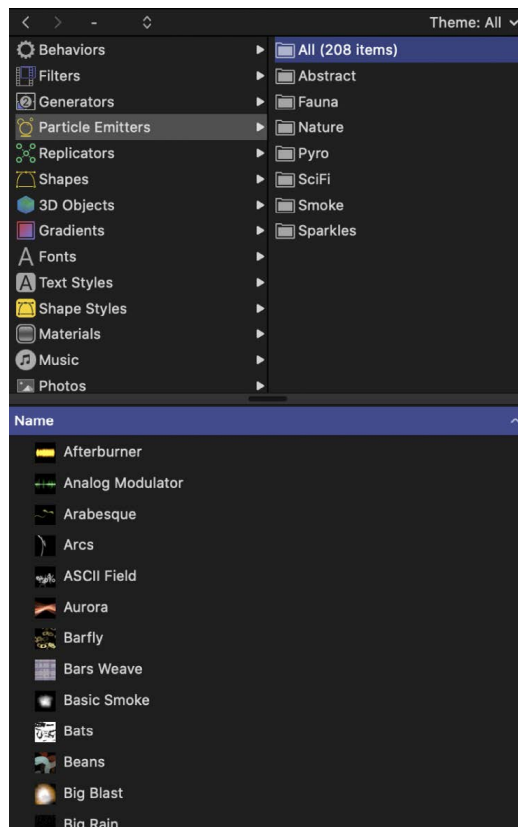 Theme: All
Behaviors
Filters
Generators
Particle Emitters
Replicators
Shapes
3D Objects
Gradients
Fonts
Text Styles
Shape Styles
Materials
Music
Photos
All (208 items)
Abstract
Fauna
Nature
Pyro
SciFi
Smoke
Sparkles
Name
Afterburner
Analog Modulator
Arabesque
Arcs
ASCII Field
Aurora
Barfly
Bars Weave
Basic Smoke
Bats
Beans
Big Blast
Big Rain